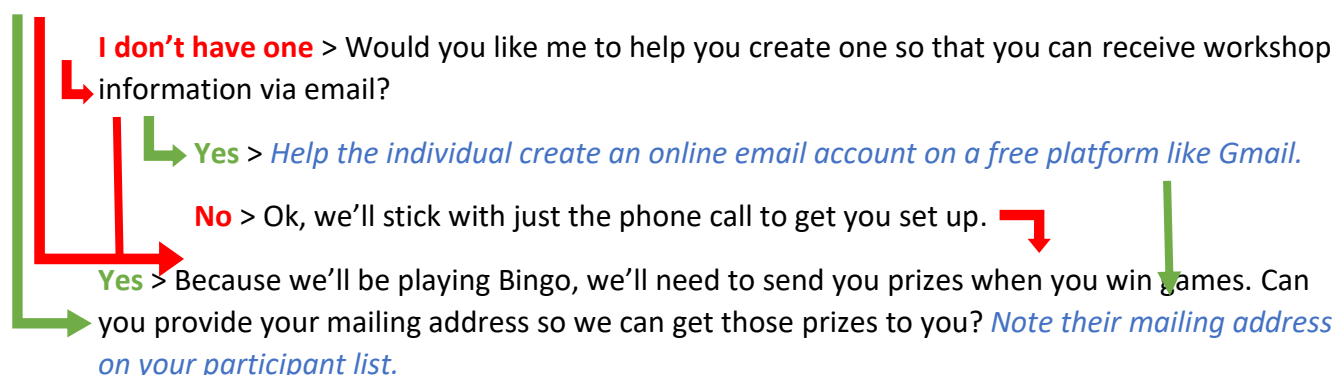 I don’t have one > Would you like me to help you create one so that you can receive workshop
information via email?
Yes > Help the individual create an online email account on a free platform like Gmail.
No > Ok, we’ll stick with just the phone call to get you set up.
Yes > Because we’ll be playing Bingo, we’ll need to send you prizes when you win games. Can
you provide your mailing address so we can get those prizes to you? Note their mailing address
on your participant list.